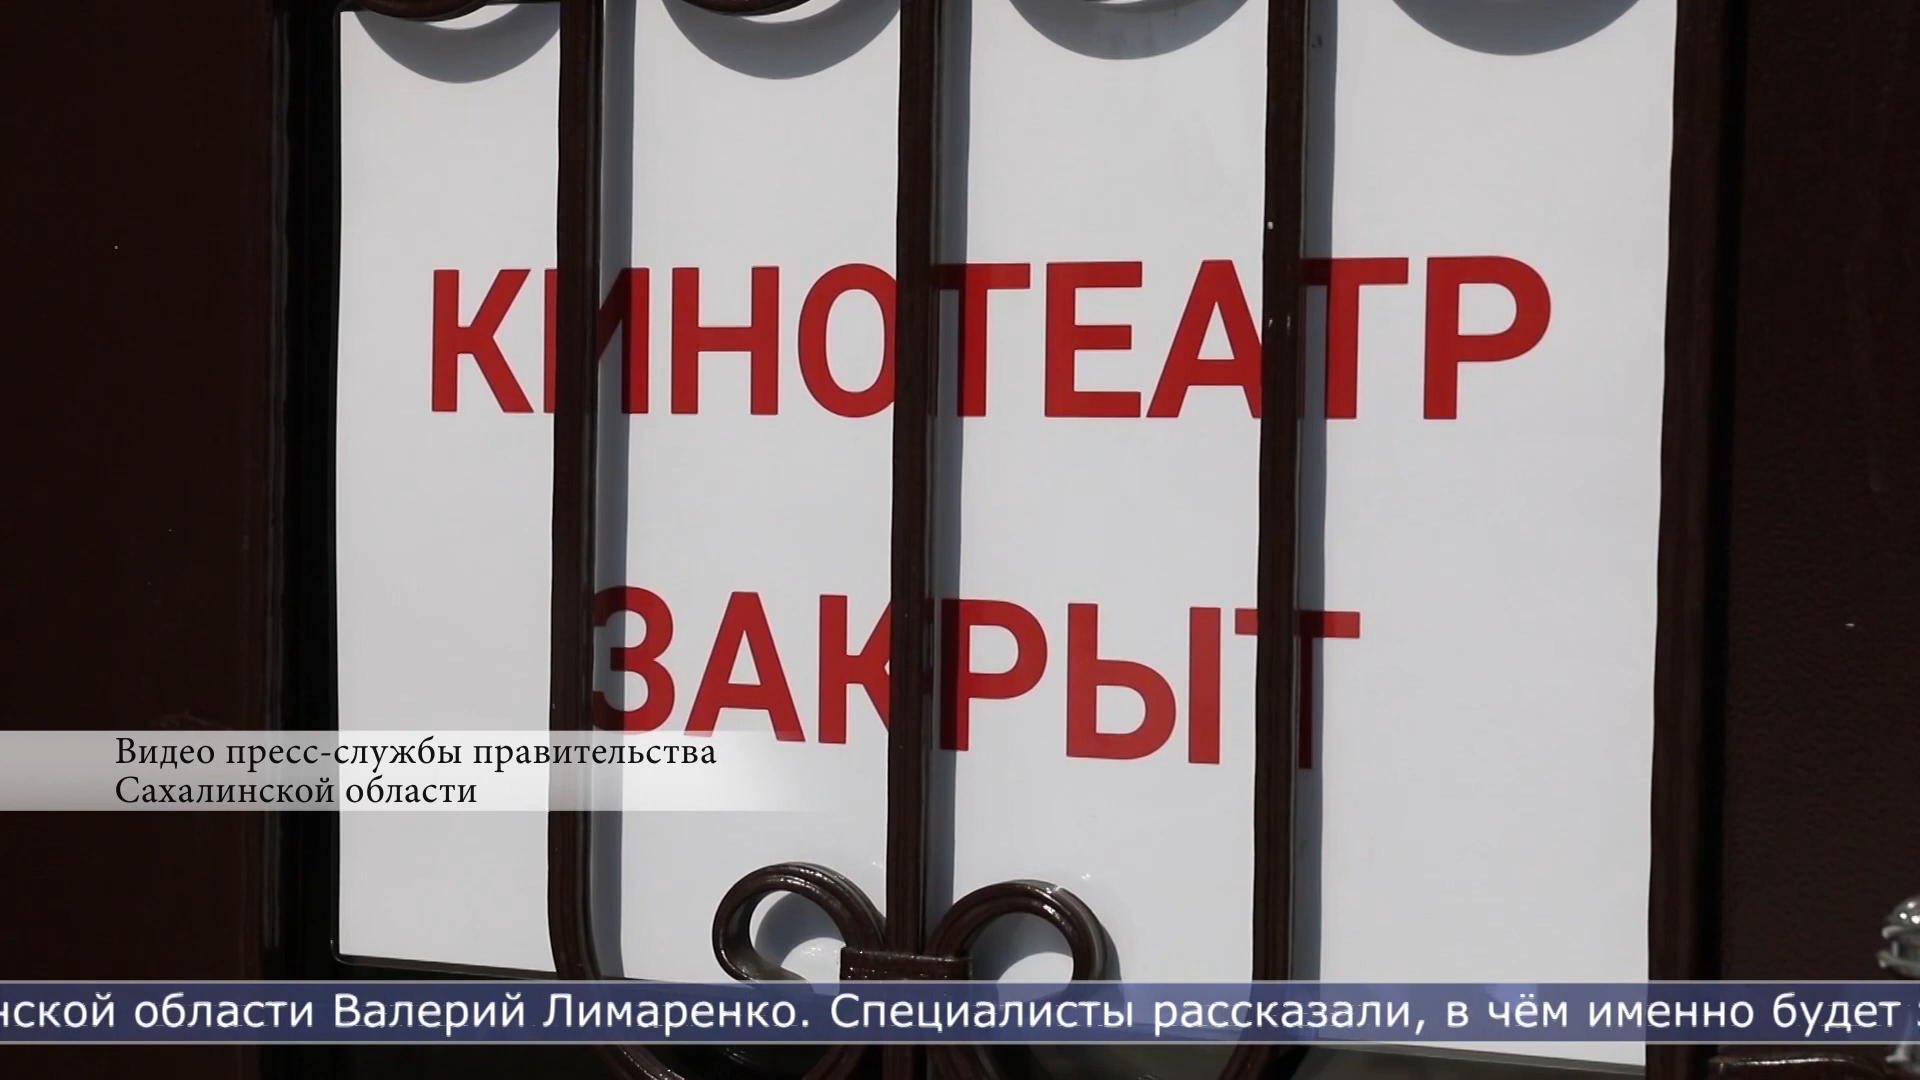 КИНОТЕАТР
ЗАКРЫТ
Видео пресс-службы правительства
Сахалинской области
нской области Валерий Лимаренко. Специалисты рассказали, в чём именно будет